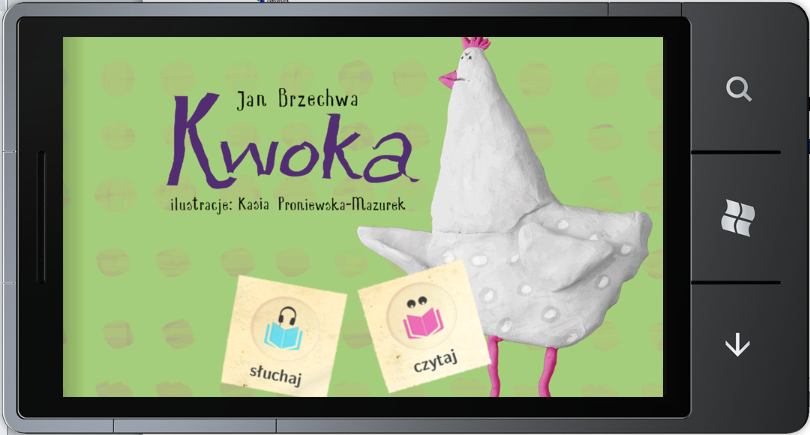 Jan Brzechwa
Kwoka
ilustracje: Kasia Proniewska-Mazurek
słuchaj
czytaj